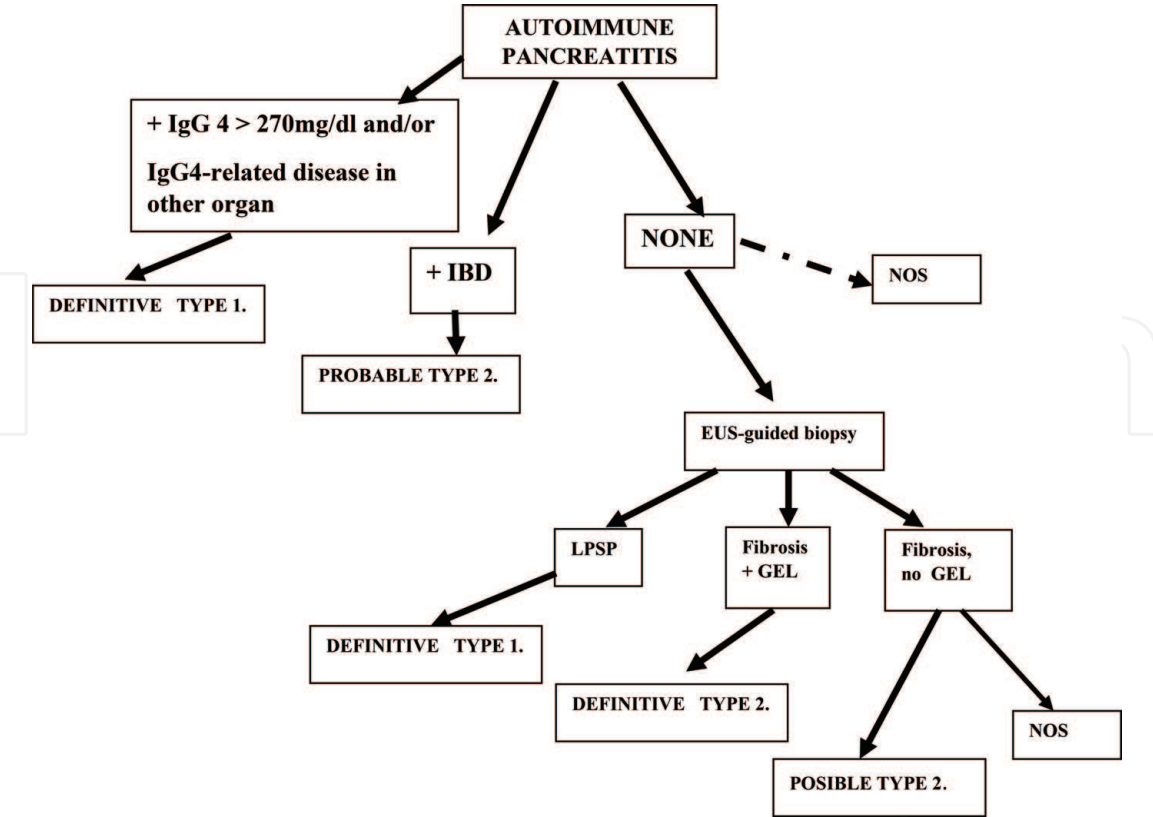 AUTOIMMUNE
PANCREATITIS
+ IgG 4 > 270mg/dl and/or
IgG4-related disease in
other organ
NONE
+ IBD
NOS
DEFINITIVE TYPE 1.
PROBABLE TYPE 2.
EUS-guided biopsy
LPSP
Fibrosis
+ GEL
Fibrosis,
no GEL
DEFINITIVE TYPE 1.
DEFINITIVE TYPE 2.
NOS
POSIBLE TYPE 2.